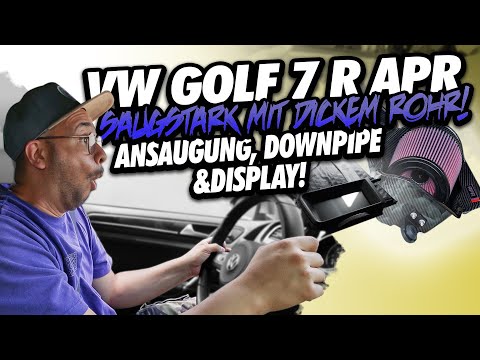 VW GOLF 7 R APR
SAUGSTARK MIT DICKEM ROHR!
ANSAUGUNG, DOWNPIPE
&DISPLAY!